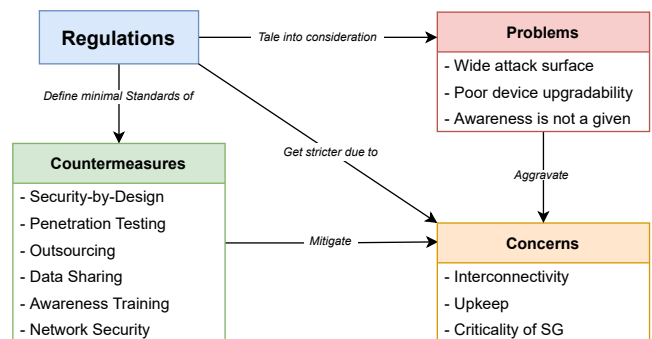 Regulations
Tale into consideration
Problems
- Wide attack surface
- Poor device upgradability
- Awareness is not a given
Define minimal Standards of
Get stricter due to
Aggravate
Countermeasures
- Security-by-Design
- Penetration Testing
- Outsourcing
- Data Sharing
- Awareness Training
- Network Security
Mitigate
Concerns
- Interconnectivity
- Upkeep
- Criticality of SG